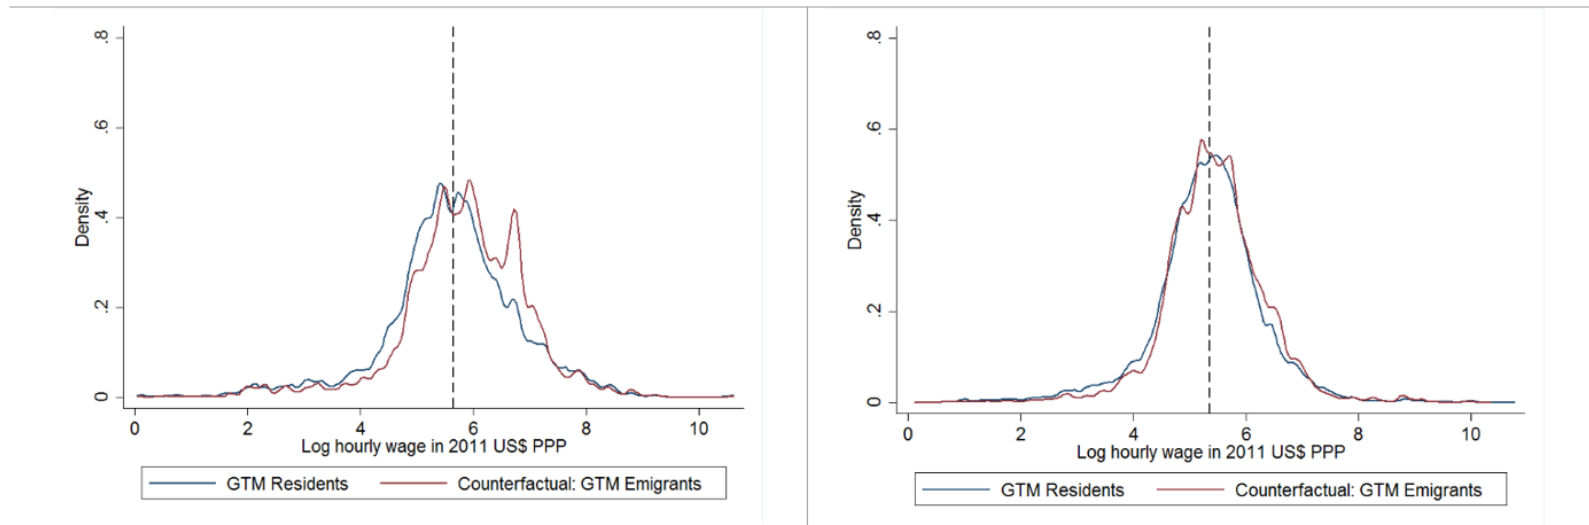 .8
.6
.4
.2
0
Density
0 2 4 6 8 10
Log hourly wage in 2011 US$ PPP
GTM Residents Counterfactual: GTM Emigrants
.8
.6
.4
.2
0
Density
0 2 4 6 8 10
Log hourly wage in 2011 US$ PPP
GTM Residents Counterfactual: GTM Emigrants